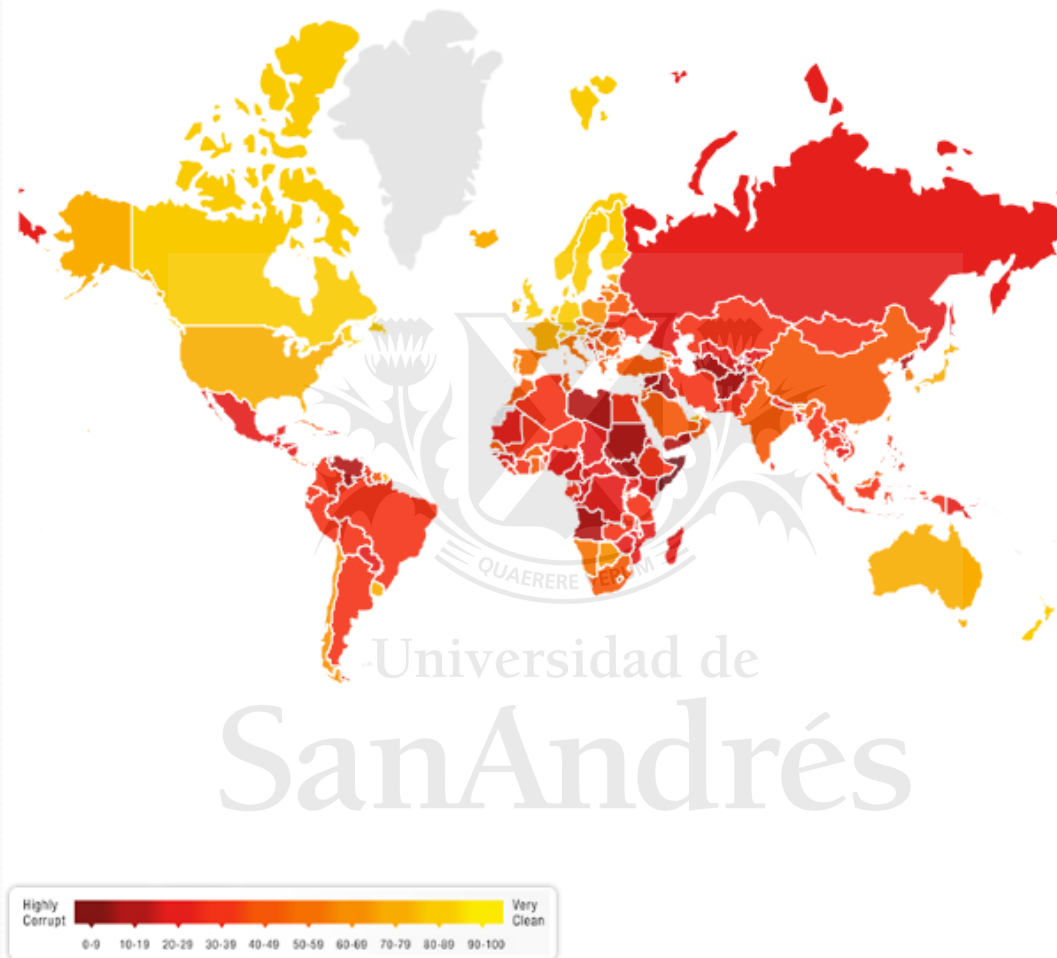 QUAERERE VERUM
Universidad de
SanAndrés
Highly
Corrupt
Very
Clean
0-9 10-19 20-29 30-39 40-49 50-59 60-69 70-79 80-89 90-100